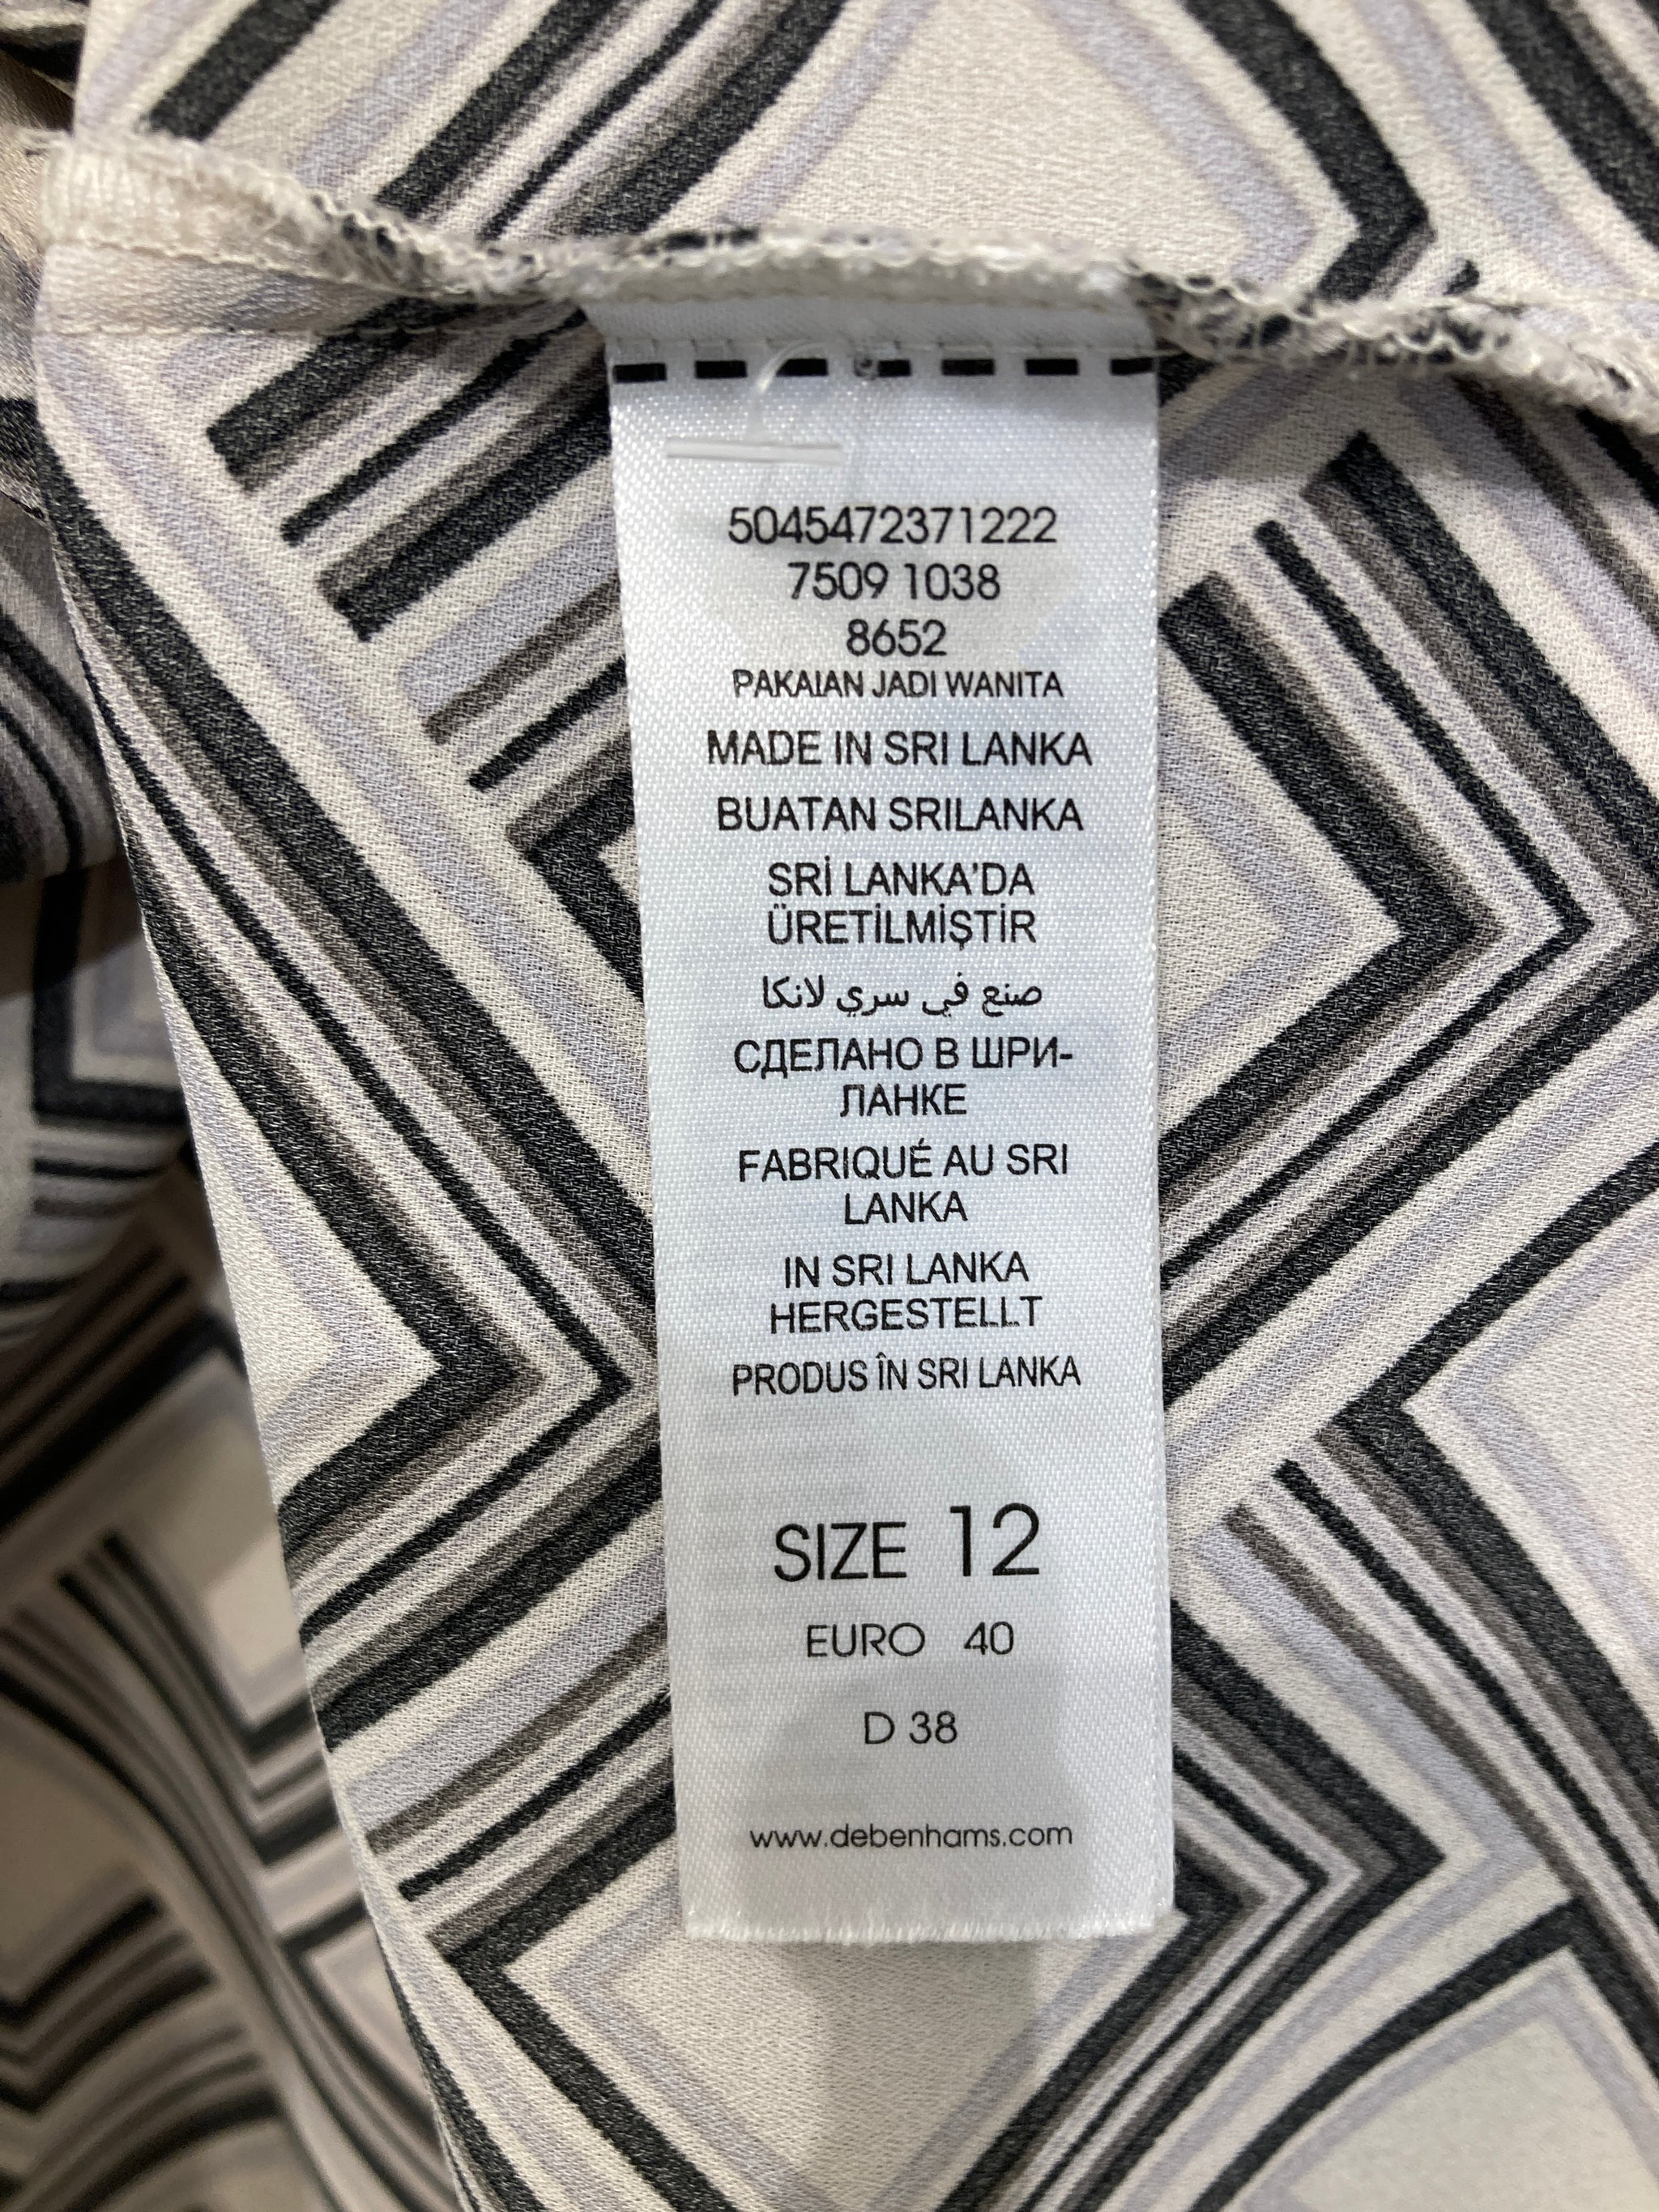 5045472371222
7509 1038
8652
PAKAIAN JADI WANITA
MADE IN SRI LANKA
BUATAN SRILANKA
SRİ LANKA'DA
ÜRETİLMİŞTİR
صنع في سري لانكا
СДЕЛАНО В ШРИ-
ЛАНКЕ
FABRIQUÉ AU SRI
LANKA
IN SRI LANKA
HERGESTELLT
PRODUS ÎN SRI LANKA
SIZE 12
EURO 40
D 38
www.debenhams.com